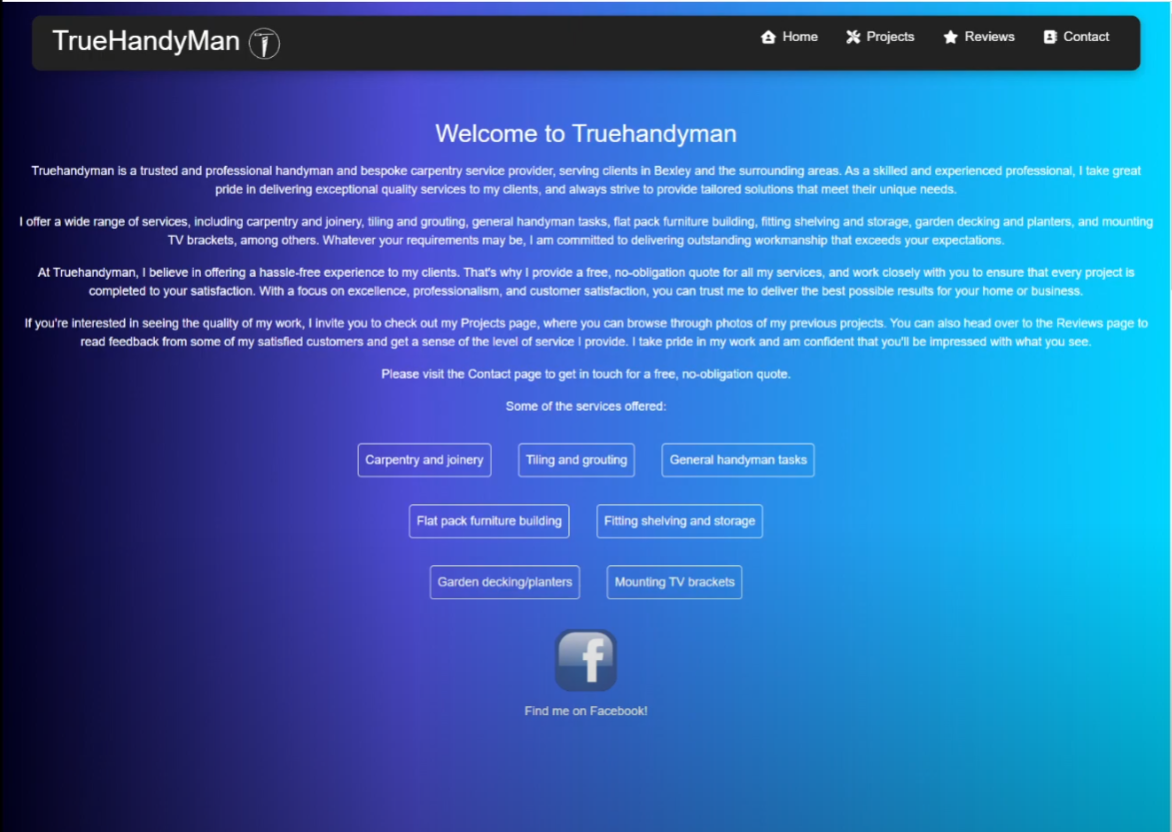 TrueHandyMan
Home
Projects
Reviews
Contact
Welcome to Truehandyman
Truehandyman is a trusted and professional handyman and bespoke carpentry service provider, serving clients in Bexley and the surrounding areas. As a skilled and experienced professional, I take great
pride in delivering exceptional quality services to my clients, and always strive to provide tailored solutions that meet their unique needs.
I offer a wide range of services, including carpentry and joinery, tiling and grouting, general handyman tasks, flat pack furniture building, fitting shelving and storage, garden decking and planters, and mounting
TV brackets, among others. Whatever your requirements may be, I am committed to delivering outstanding workmanship that exceeds your expectations.
At Truehandyman, I believe in offering a hassle-free experience to my clients. That's why I provide a free, no-obligation quote for all my services, and work closely with you to ensure that every project is
completed to your satisfaction. With a focus on excellence, professionalism, and customer satisfaction, you can trust me to deliver the best possible results for your home or business.
If you're interested in seeing the quality of my work, I invite you to check out my Projects page, where you can browse through photos of my previous projects. You can also head over to the Reviews page to
read feedback from some of my satisfied customers and get a sense of the level of service I provide. I take pride in my work and am confident that you'll be impressed with what you see.
Please visit the Contact page to get in touch for a free, no-obligation quote.
Some of the services offered:
Carpentry and joinery
Tiling and grouting
General handyman tasks
Flat pack furniture building
Fitting shelving and storage
Garden decking/planters
Mounting TV brackets
f
Find me on Facebook!